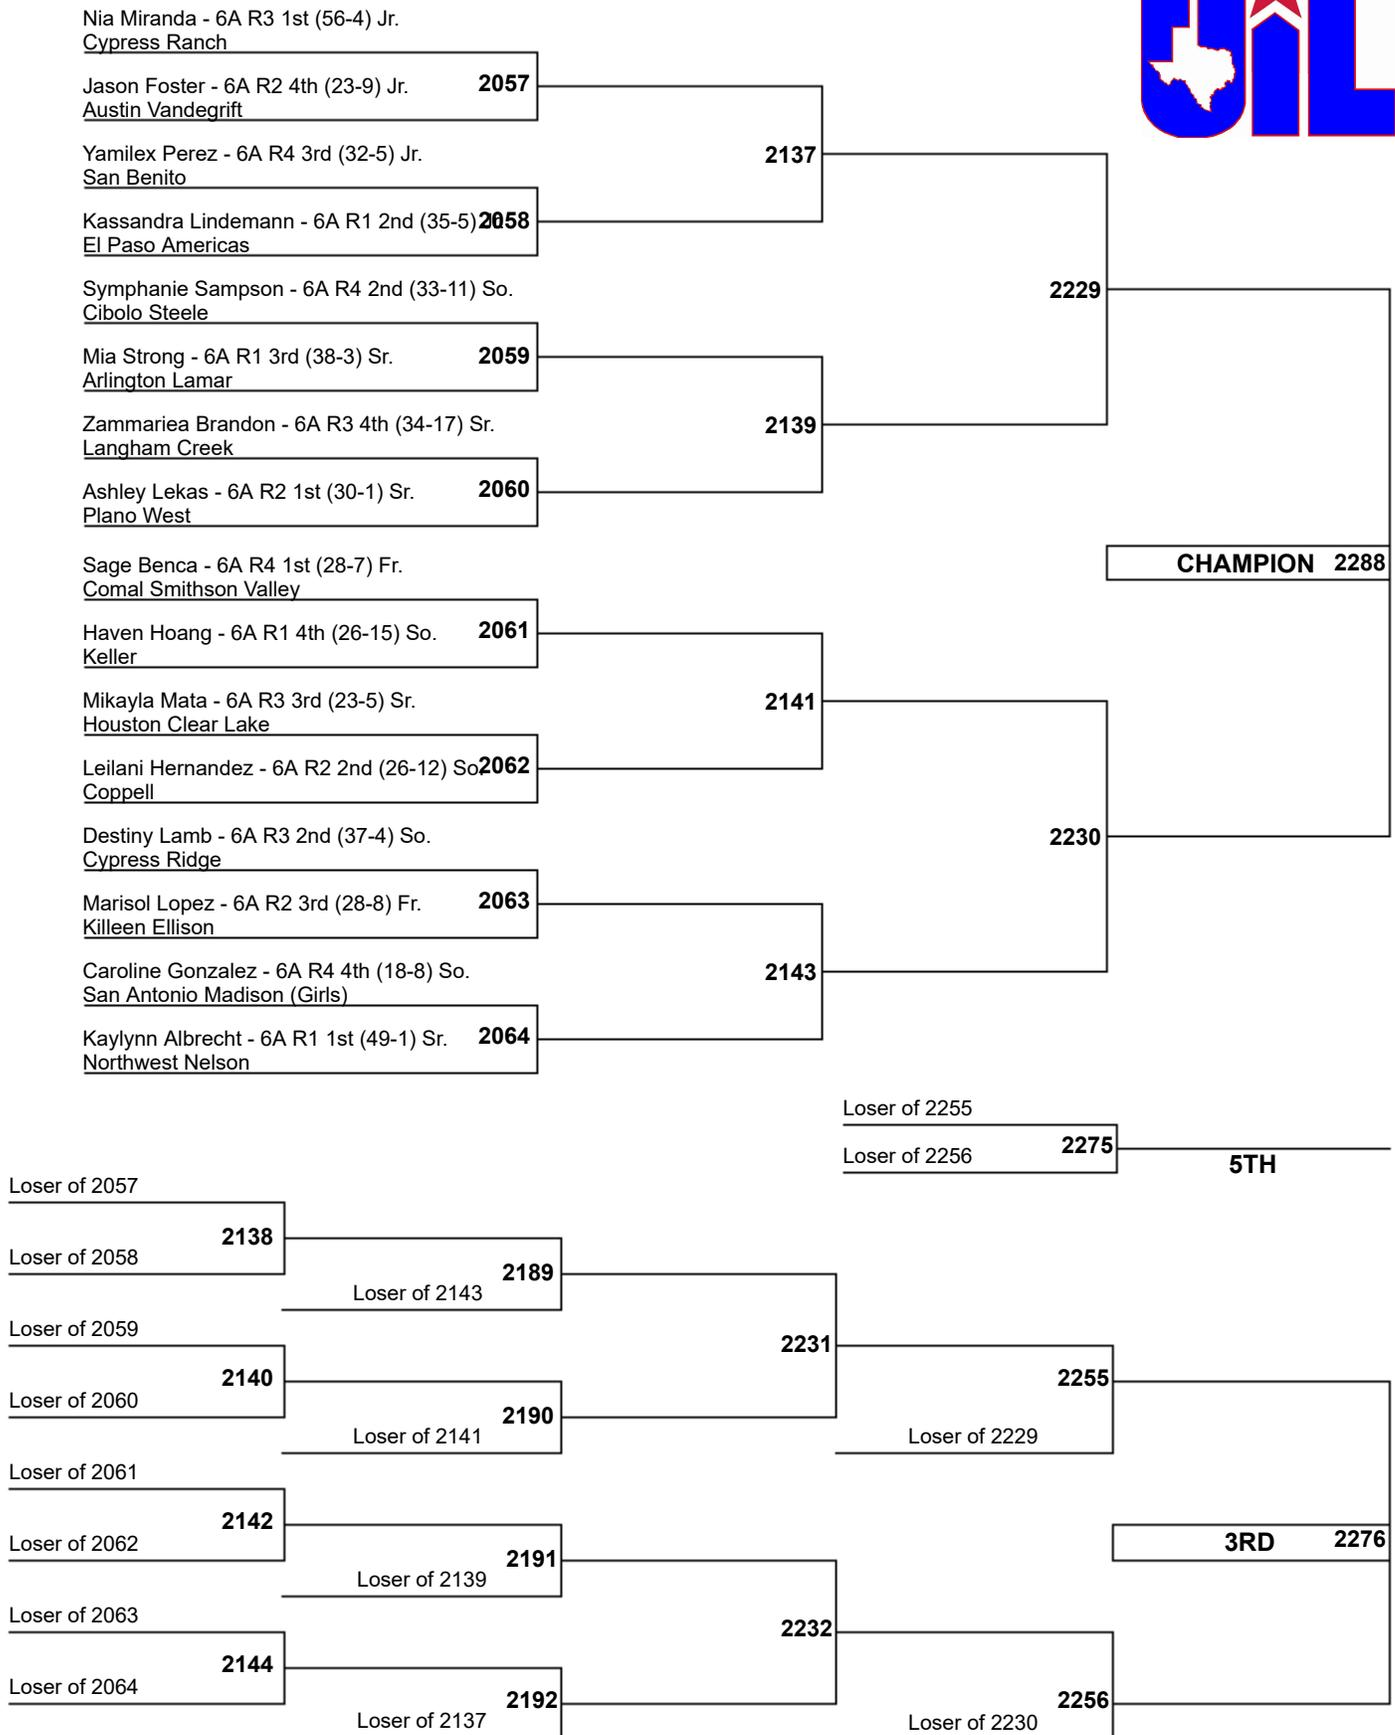 UIL
Nia Miranda - 6A R3 1st (56-4) Jr.
Cypress Ranch
2057
Jason Foster - 6A R2 4th (23-9) Jr.
Austin Vandegrift
2137
Yamilex Perez - 6A R4 3rd (32-5) Jr.
San Benito
2058
Kassandra Lindemann - 6A R1 2nd (35-5)
El Paso Americas
2229
Symphanie Sampson - 6A R4 2nd (33-11) So.
Cibolo Steele
2059
Mia Strong - 6A R1 3rd (38-3) Sr.
Arlington Lamar
2139
Zammariea Brandon - 6A R3 4th (34-17) Sr.
Langham Creek
2060
Ashley Lekas - 6A R2 1st (30-1) Sr.
Plano West
CHAMPION 2288
Sage Benca - 6A R4 1st (28-7) Fr.
Comal Smithson Valley
2061
Haven Hoang - 6A R1 4th (26-15) So.
Keller
2141
Mikayla Mata - 6A R3 3rd (23-5) Sr.
Houston Clear Lake
2062
Leilani Hernandez - 6A R2 2nd (26-12) So.
Coppell
2230
Destiny Lamb - 6A R3 2nd (37-4) So.
Cypress Ridge
2063
Marisol Lopez - 6A R2 3rd (28-8) Fr.
Killeen Ellison
2143
Caroline Gonzalez - 6A R4 4th (18-8) So.
San Antonio Madison (Girls)
2064
Kaylynn Albrecht - 6A R1 1st (49-1) Sr.
Northwest Nelson
Loser of 2255
2275
Loser of 2256
5TH
Loser of 2057
2138
Loser of 2058
2189
Loser of 2143
Loser of 2059
2231
2140
2255
Loser of 2060
2190
Loser of 2141
Loser of 2229
Loser of 2061
2142
Loser of 2062
3RD 2276
2191
Loser of 2139
Loser of 2063
2232
2144
Loser of 2064
2192
2256
Loser of 2137
Loser of 2230